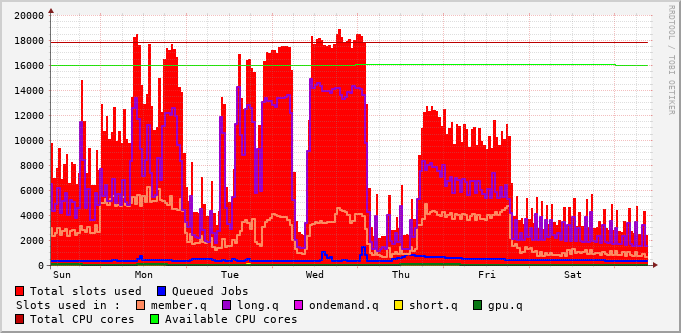 20000
18000
16000
14000
12000
10000
8000
6000
4000
2000
0
Sun Mon Tue Wed Thu Fri Sat
RRDTOOL / TOBI OETIKER
Total slots used Queued Jobs
Slots used in : member.q long.q ondemand.q short.q gpu.q
Total CPU cores Available CPU cores